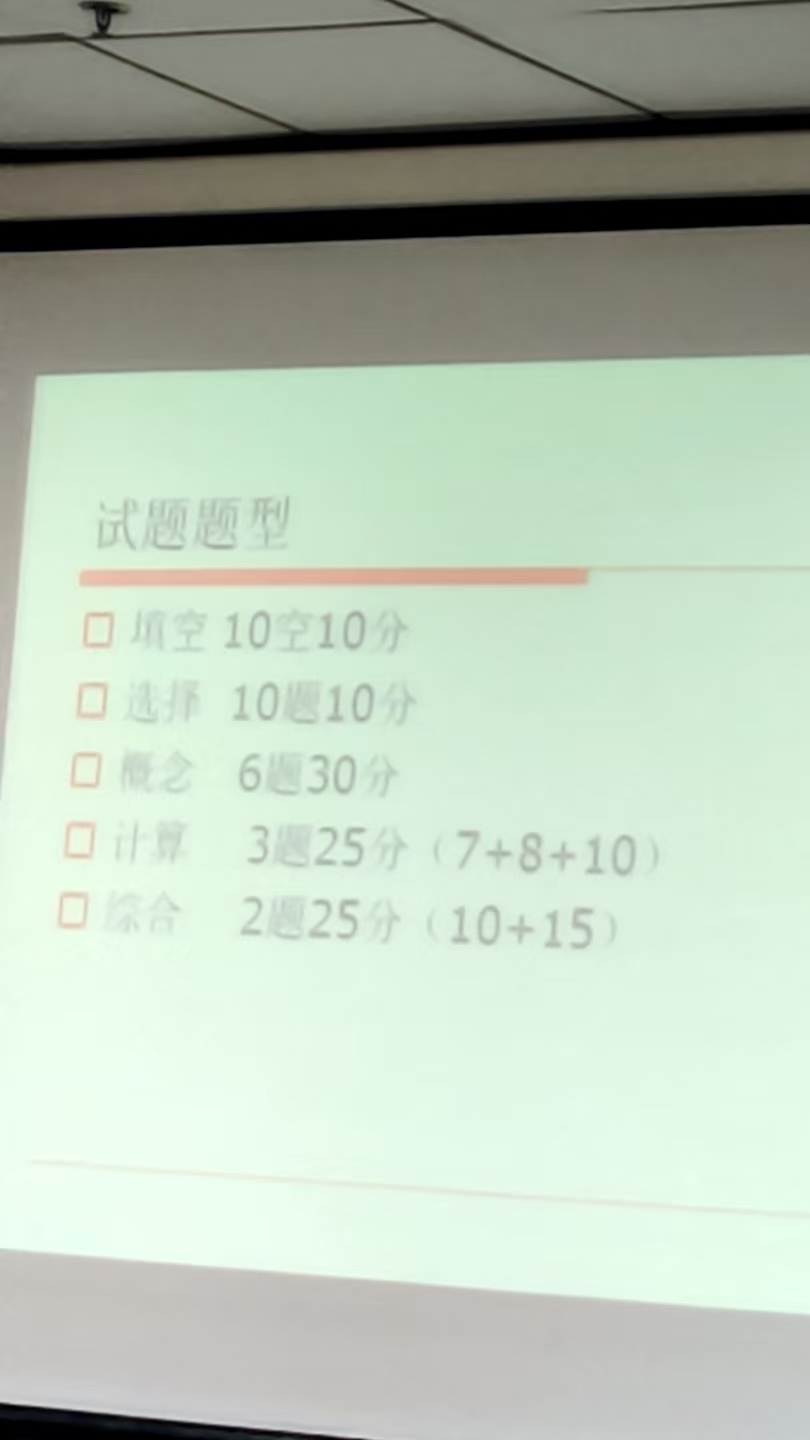 试题题型
填空 10空10分
选择 10题10分
概念 6题30分
计算 3题25分（7+8+10）
综合 2题25分（10+15）